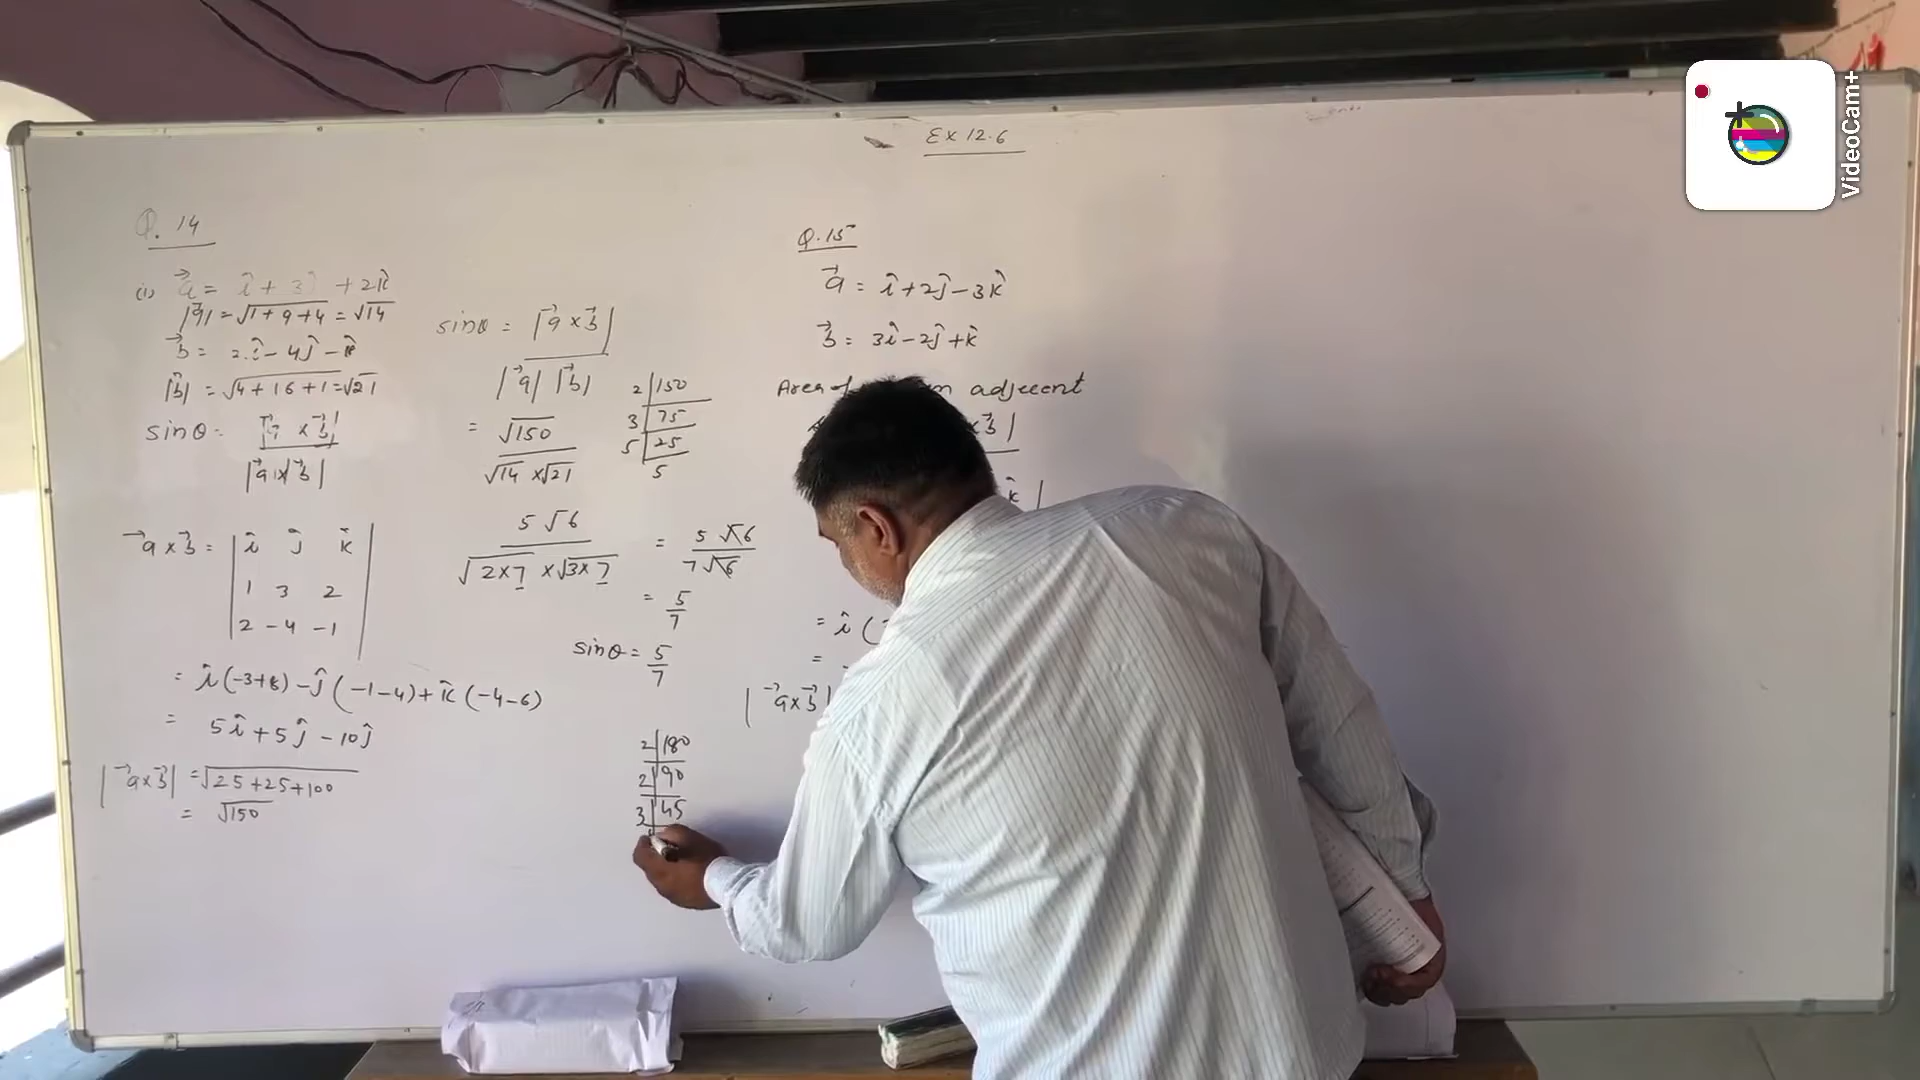 Ex 12.6
Q. 14
(i) a⃗ = î + 3ĵ + 2k̂
|a⃗| = √1+9+4 = √14
b⃗ = 2î - 4ĵ - k̂
|b⃗| = √4+16+1 = √21
sinθ = |a⃗ × b⃗|
|a⃗| × |b⃗|
a⃗ × b⃗ = | î ĵ k̂ |
1 3 2
2 -4 -1
= î(-3+8) - ĵ(-1-4) + k̂(-4-6)
= 5î + 5ĵ - 10ĵ
|a⃗×b⃗| = √25+25+100
= √150
sinθ = |a⃗ × b⃗|
|a⃗| |b⃗|
= √150
√14 × √21
2 | 150
3 | 75
5 | 25
5
5√6
√2×7 × √3×7
= 5√6
7√6
= 5
7
sinθ = 5
7
2 | 180
2 | 90
3 | 45
Q.15
a⃗ = î + 2ĵ - 3k̂
b⃗ = 3î - 2ĵ + k̂
Area of adjecent
×b⃗|
k̂ |
= î (-
=
|a⃗×b⃗|
VideoCam+